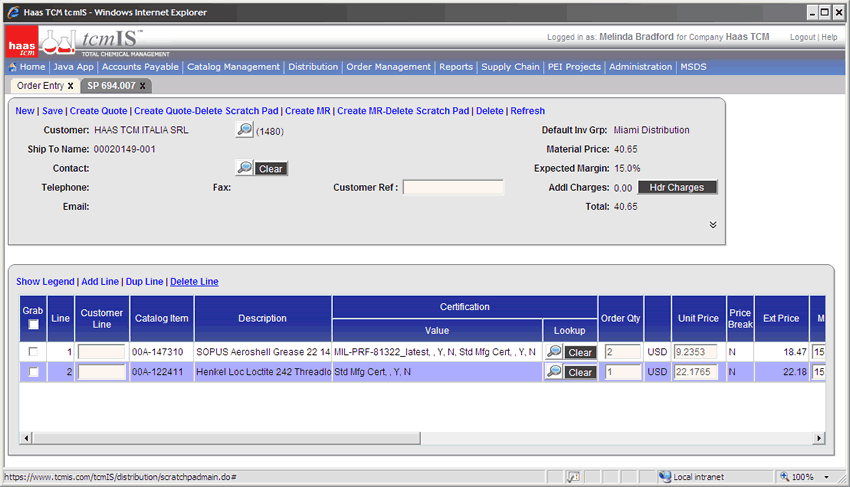 Haas TCM tcmIS - Windows Internet Explorer
haas tcm
tcmIS™
TOTAL CHEMICAL MANAGEMENT
Logged in as: Melinda Bradford for Company Haas TCM Logout | Help
Home | Java App | Accounts Payable | Catalog Management | Distribution | Order Management | Reports | Supply Chain | PEI Projects | Administration | MSDS
Order Entry X SP 694.007 X
New | Save | Create Quote | Create Quote-Delete Scratch Pad | Create MR | Create MR-Delete Scratch Pad | Delete | Refresh
Customer: HAAS TCM ITALIA SRL (1480) Default Inv Grp: Miami Distribution
Ship To Name: 00020149-001 Material Price: 40.65
Contact: Clear Expected Margin: 15.0%
Telephone: Fax: Customer Ref : Addl Charges: 0.00 Hdr Charges
Email: Total: 40.65
Show Legend | Add Line | Dup Line | Delete Line
Grab Line Customer Line Catalog Item Description Certification Order Qty Unit Price Price Break Ext Price M
Value Lookup
1 00A-147310 SOPUS Aeroshell Grease 22 14 MIL-PRF-81322_latest, , Y, N, Std Mfg Cert, , Y, N Clear 2 USD 9.2353 N 18.47 15
2 00A-122411 Henkel Loc Loctite 242 Threadlo Std Mfg Cert, , Y, N Clear 1 USD 22.1765 N 22.18 15
https://www.tcmis.com/tcmIS/distribution/scratchpadmain.do# Local intranet 100%